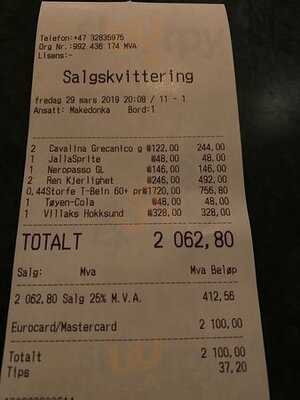 Telefon:+47 32835975
Org Nr.:992 436 174 MVA
Lisens:-
Salgskvittering
fredag 29 mars 2019 20:08 / 11 - 1
Ansatt: Makedonka Bord:1
2 Cavalina Grecanico g @122,00 244,00
1 JallaSprite @48,00 48,00
1 Neropasso GL @146,00 146,00
2 Ren Kjerlighet @246,00 492,00
0,44 Storfe T-Bein 60+ pr@1720,00 756,80
1 Tøyen-Cola @48,00 48,00
1 Villaks Hokksund @328,00 328,00
TOTALT 2 062,80
Salg: Mva Mva Beløp
2 062,80 Salg 25% M.V.A. 412,56
Eurocard/Mastercard 2 100,00
Totalt 2 100,00
Tips 37,20